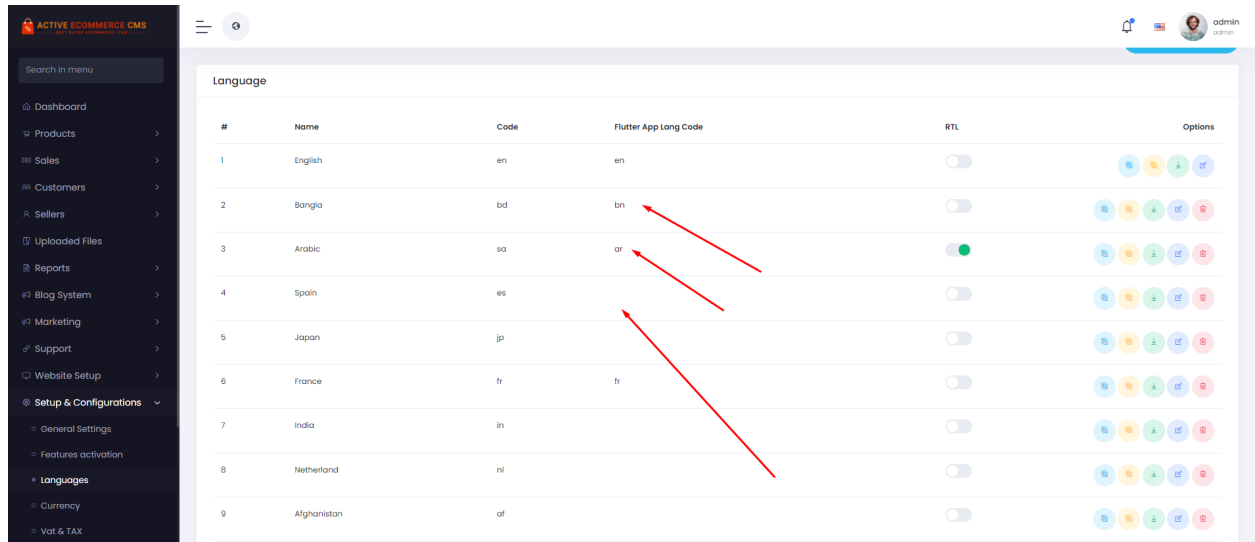 ACTIVE ECOMMERCE CMS
admin
admin
Search in menu
Dashboard
Products
Sales
Customers
Sellers
Uploaded Files
Reports
Blog System
Marketing
Support
Website Setup
Setup & Configurations
General Settings
Features activation
Languages
Currency
Vat & TAX
Language
# Name Code Flutter App Lang Code RTL Options
1 English en en
2 Bangla bd bn
3 Arabic sa ar
4 Spain es
5 Japan jp
6 France fr fr
7 India in
8 Netherland nl
9 Afghanistan af